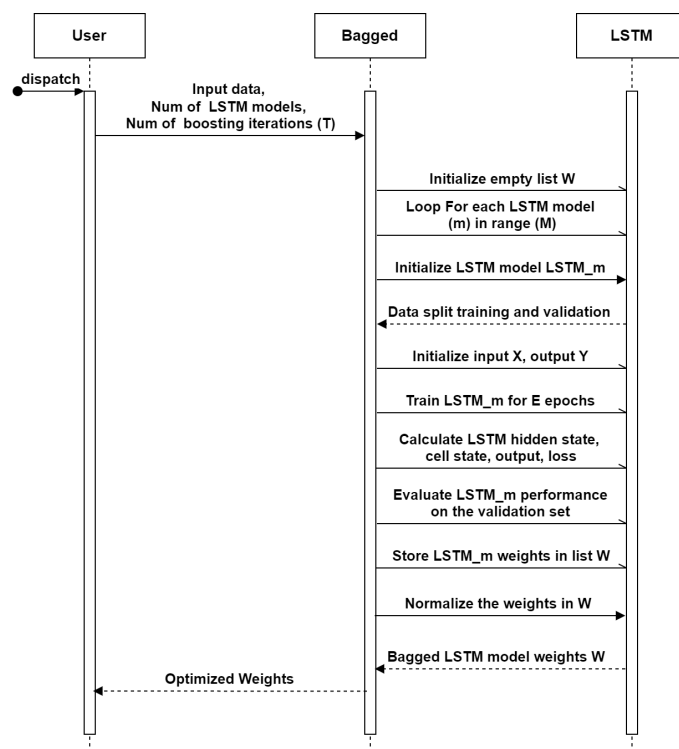 User
Bagged
LSTM
dispatch
Input data,
Num of LSTM models,
Num of boosting iterations (T)
Initialize empty list W
Loop For each LSTM model
(m) in range (M)
Initialize LSTM model LSTM_m
Data split training and validation
Initialize input X, output Y
Train LSTM_m for E epochs
Calculate LSTM hidden state,
cell state, output, loss
Evaluate LSTM_m performance
on the validation set
Store LSTM_m weights in list W
Normalize the weights in W
Bagged LSTM model weights W
Optimized Weights